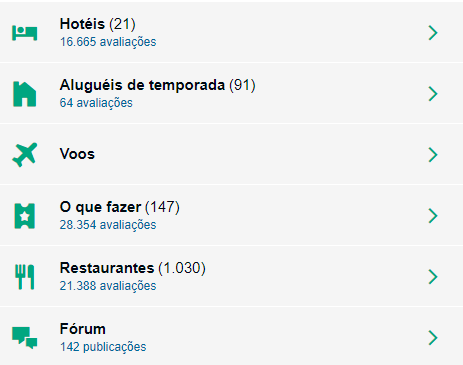 Hotéis (21)
16.665 avaliações
Aluguéis de temporada (91)
64 avaliações
Voos
O que fazer (147)
28.354 avaliações
Restaurantes (1.030)
21.388 avaliações
Fórum
142 publicações